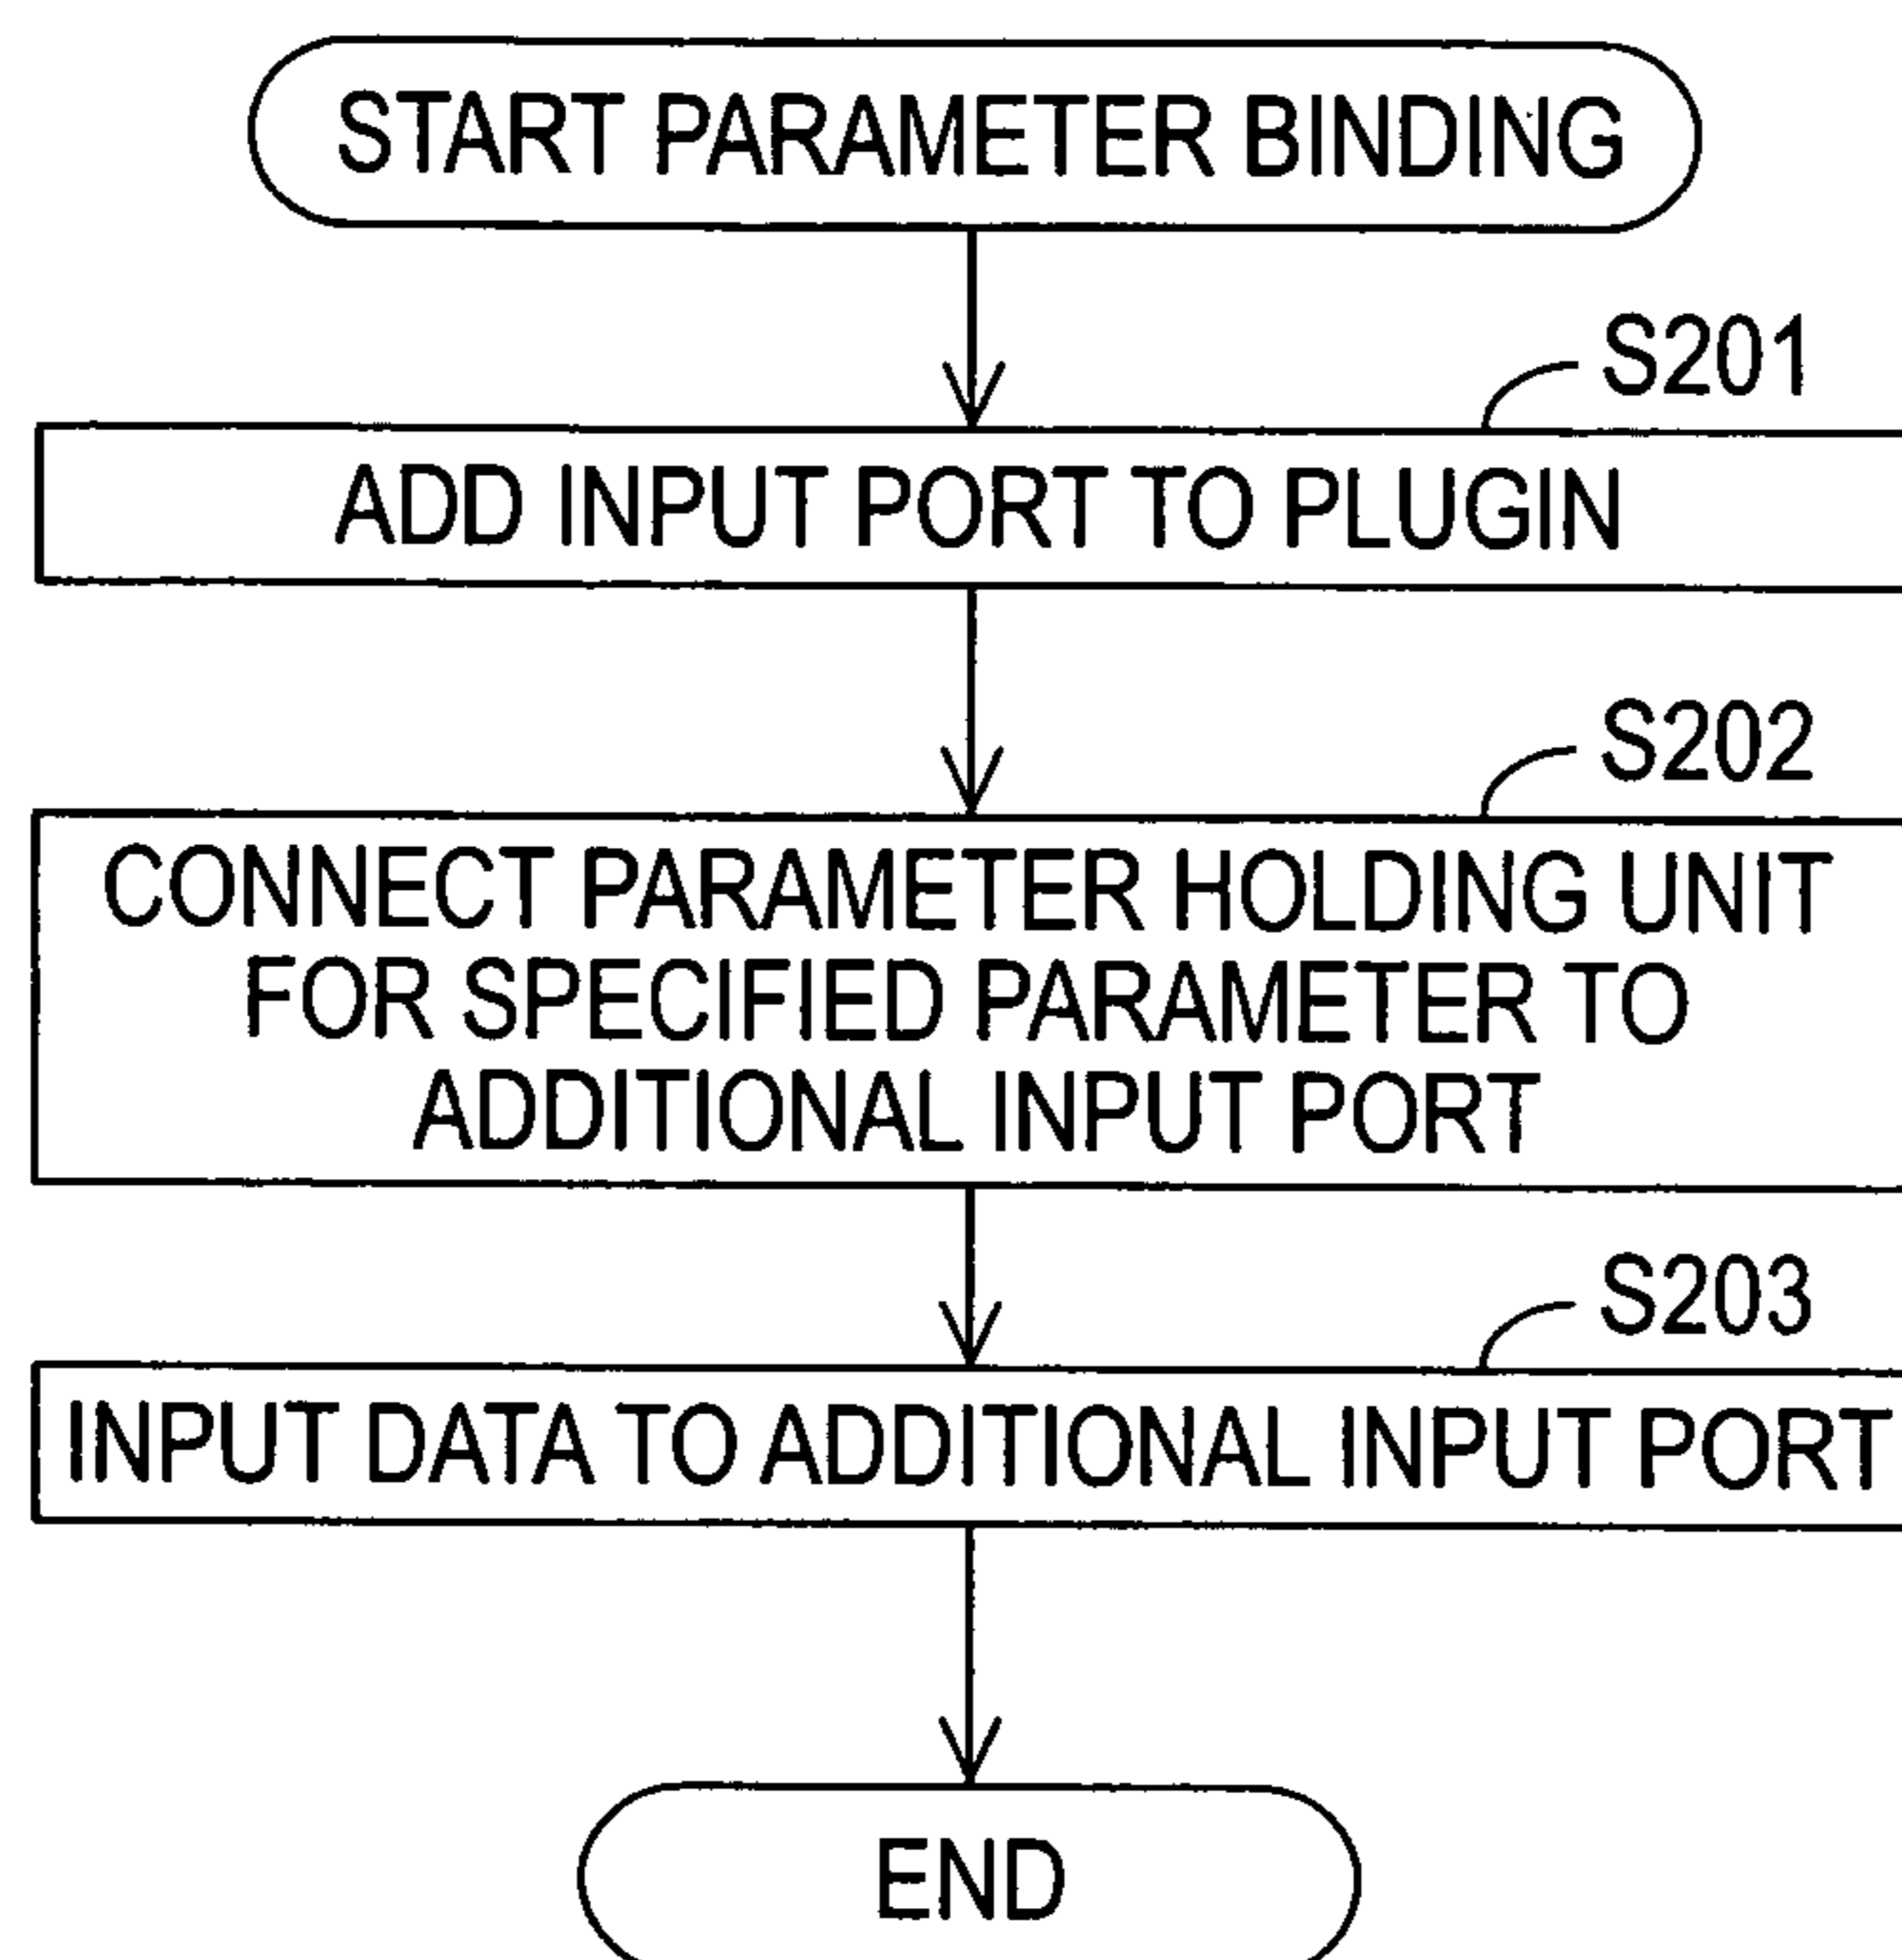 START PARAMETER BINDING
S201
ADD INPUT PORT TO PLUGIN
S202
CONNECT PARAMETER HOLDING UNIT
FOR SPECIFIED PARAMETER TO
ADDITIONAL INPUT PORT
S203
INPUT DATA TO ADDITIONAL INPUT PORT
END